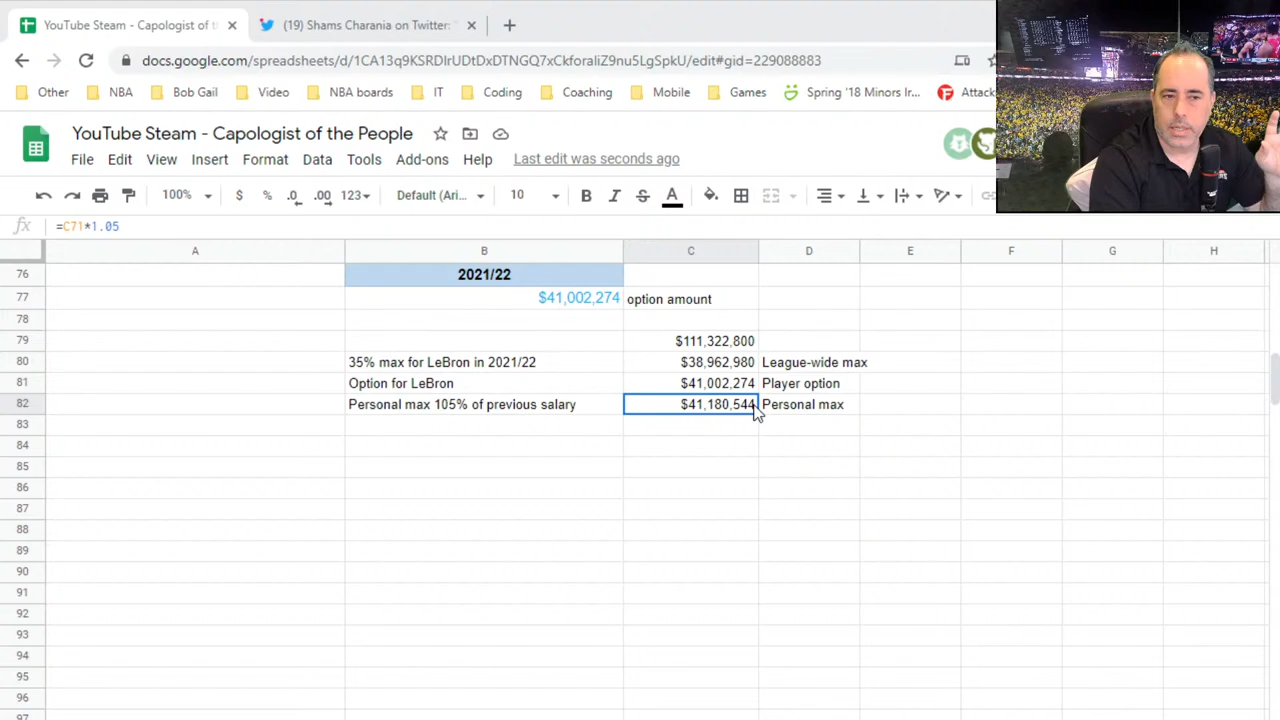 YouTube Steam - Capologist of t
(19) Shams Charania on Twitter: "
docs.google.com/spreadsheets/d/1CA13q9KSRDIrUDtDxDTNGQ7xCkforaIiZ9nu5LgSpkU/edit#gid=229088883
Other NBA Bob Gail Video NBA boards IT Coding Coaching Mobile Games Spring '18 Minors Ir... Attack
YouTube Steam - Capologist of the People
File Edit View Insert Format Data Tools Add-ons Help Last edit was seconds ago
100% $ % .0 .00 123 Default (Ari... 10 B I S A
fx =C71*1.05
A B C D E F G H
76 2021/22
77 $41,002,274 option amount
78
79 $111,322,800
80 35% max for LeBron in 2021/22 $38,962,980 League-wide max
81 Option for LeBron $41,002,274 Player option
82 Personal max 105% of previous salary $41,180,544 Personal max
83
84
85
86
87
88
89
90
91
92
93
94
95
96
97